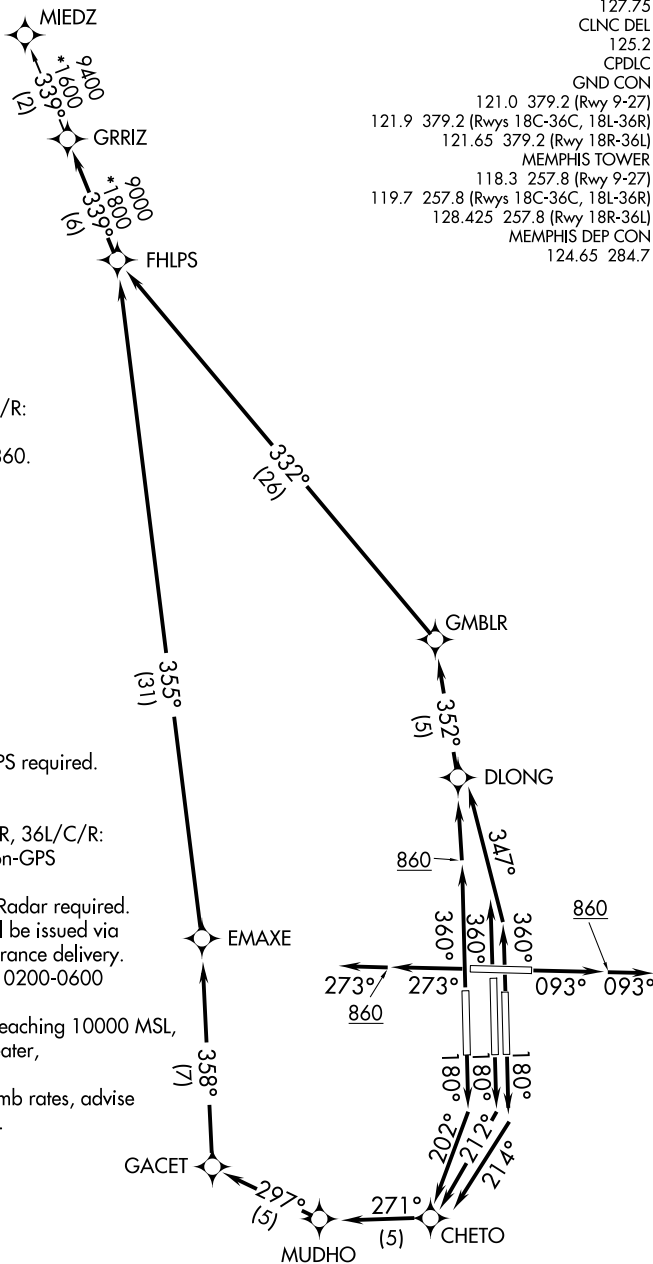 127.75
CLNC DEL
125.2
CPDLC
GND CON
121.0 379.2 (Rwy 9-27)
121.9 379.2 (Rwys 18C-36C, 18L-36R)
121.65 379.2 (Rwy 18R-36L)
MEMPHIS TOWER
118.3 257.8 (Rwy 9-27)
119.7 257.8 (Rwys 18C-36C, 18L-36R)
128.425 257.8 (Rwy 18R-36L)
MEMPHIS DEP CON
124.65 284.7
MIEDZ
9400
*1600
339°
(2)
GRRIZ
9000
*1800
339°
(6)
FHLPS
/R:
360.
332°
(26)
GMBLR
355°
(31)
352°
(5)
PS required.
DLONG
R, 36L/C/R:
on-GPS
347°
860
Radar required.
l be issued via
rance delivery.
0200-0600
EMAXE
360°
360°
360°
860
273°
273°
093°
093°
860
eaching 10000 MSL,
eater,
mb rates, advise
.
358°
(7)
180°
180°
180°
202°
212°
214°
GACET
297°
(5)
MUDHO
271°
(5)
CHETO